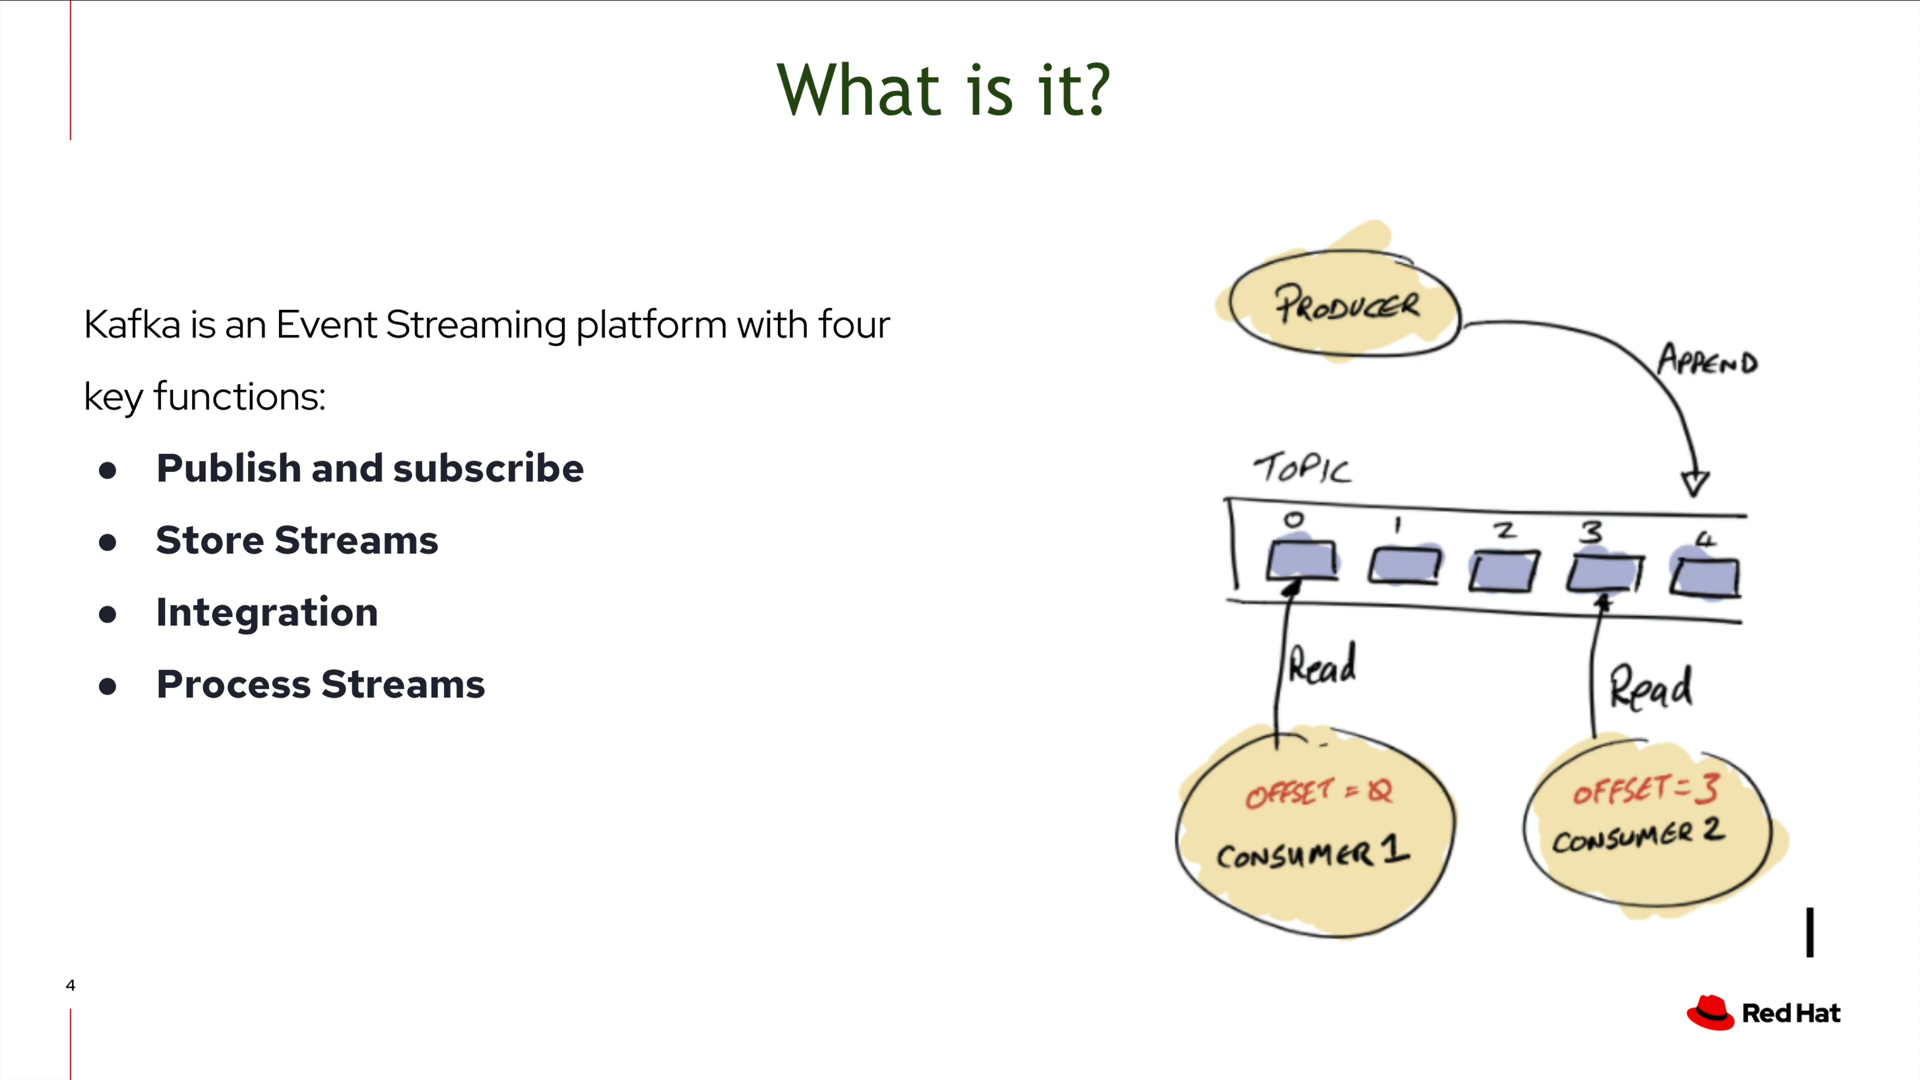 What is it?
Kafka is an Event Streaming platform with four
key functions:
● Publish and subscribe
● Store Streams
● Integration
● Process Streams
PRODUCER
APPEND
TOPIC
0 1 2 3 4
Read
Read
OFFSET = 0
CONSUMER 1
OFFSET = 3
CONSUMER 2
4
Red Hat